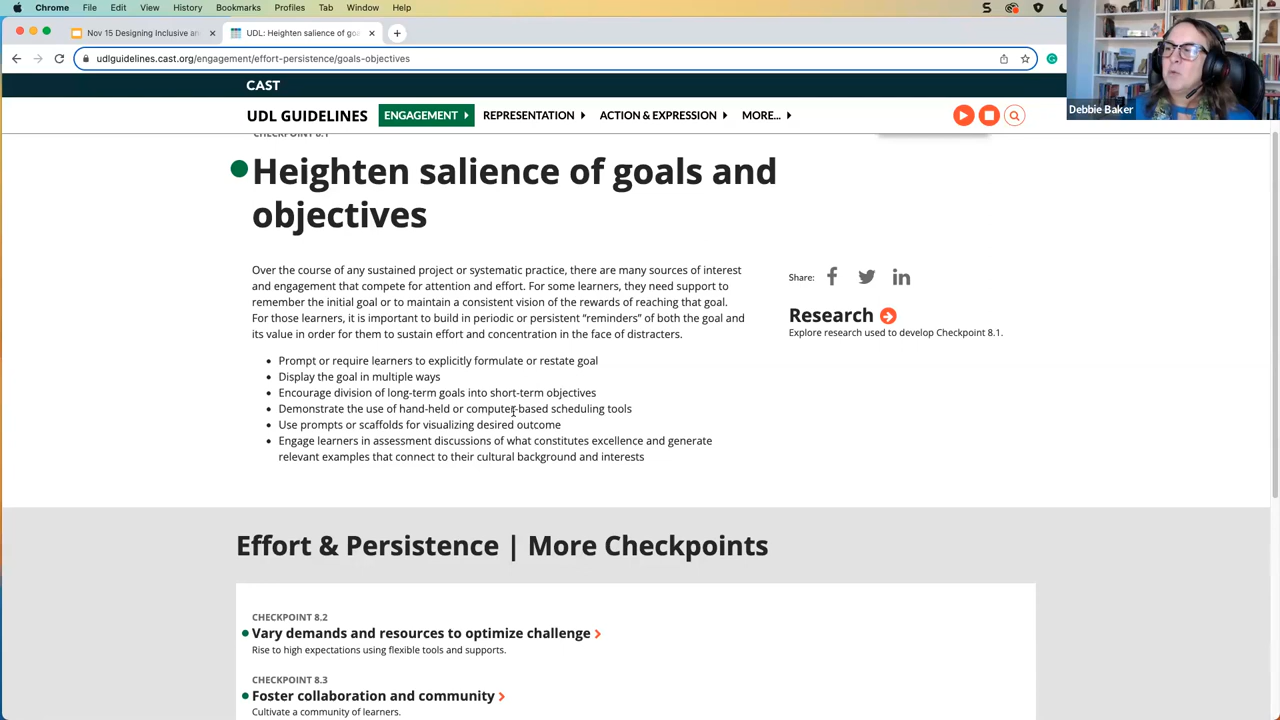 Chrome File Edit View History Bookmarks Profiles Tab Window Help
Nov 15 Designing Inclusive and
UDL: Heighten salience of goa
udlguidelines.cast.org/engagement/effort-persistence/goals-objectives
Debbie Baker
CAST
UDL GUIDELINES ENGAGEMENT REPRESENTATION ACTION & EXPRESSION MORE...
CHECKPOINT 8.1
Heighten salience of goals and
objectives
Over the course of any sustained project or systematic practice, there are many sources of interest
and engagement that compete for attention and effort. For some learners, they need support to
remember the initial goal or to maintain a consistent vision of the rewards of reaching that goal.
For those learners, it is important to build in periodic or persistent “reminders” of both the goal and
its value in order for them to sustain effort and concentration in the face of distracters.
Share:
Research
Explore research used to develop Checkpoint 8.1.
• Prompt or require learners to explicitly formulate or restate goal
• Display the goal in multiple ways
• Encourage division of long-term goals into short-term objectives
• Demonstrate the use of hand-held or computer-based scheduling tools
• Use prompts or scaffolds for visualizing desired outcome
• Engage learners in assessment discussions of what constitutes excellence and generate
relevant examples that connect to their cultural background and interests
Effort & Persistence | More Checkpoints
CHECKPOINT 8.2
Vary demands and resources to optimize challenge
Rise to high expectations using flexible tools and supports.
CHECKPOINT 8.3
Foster collaboration and community
Cultivate a community of learners.